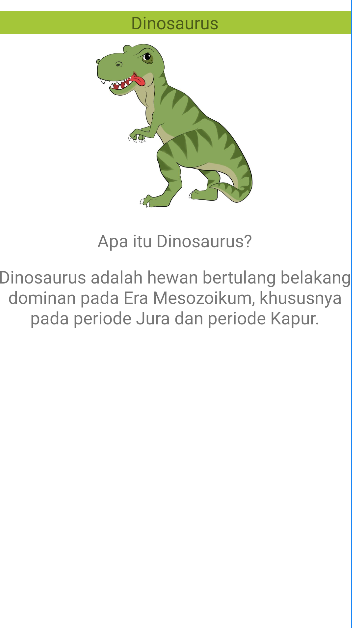 Dinosaurus
Apa itu Dinosaurus?
Dinosaurus adalah hewan bertulang belakang
dominan pada Era Mesozoikum, khususnya
pada periode Jura dan periode Kapur.